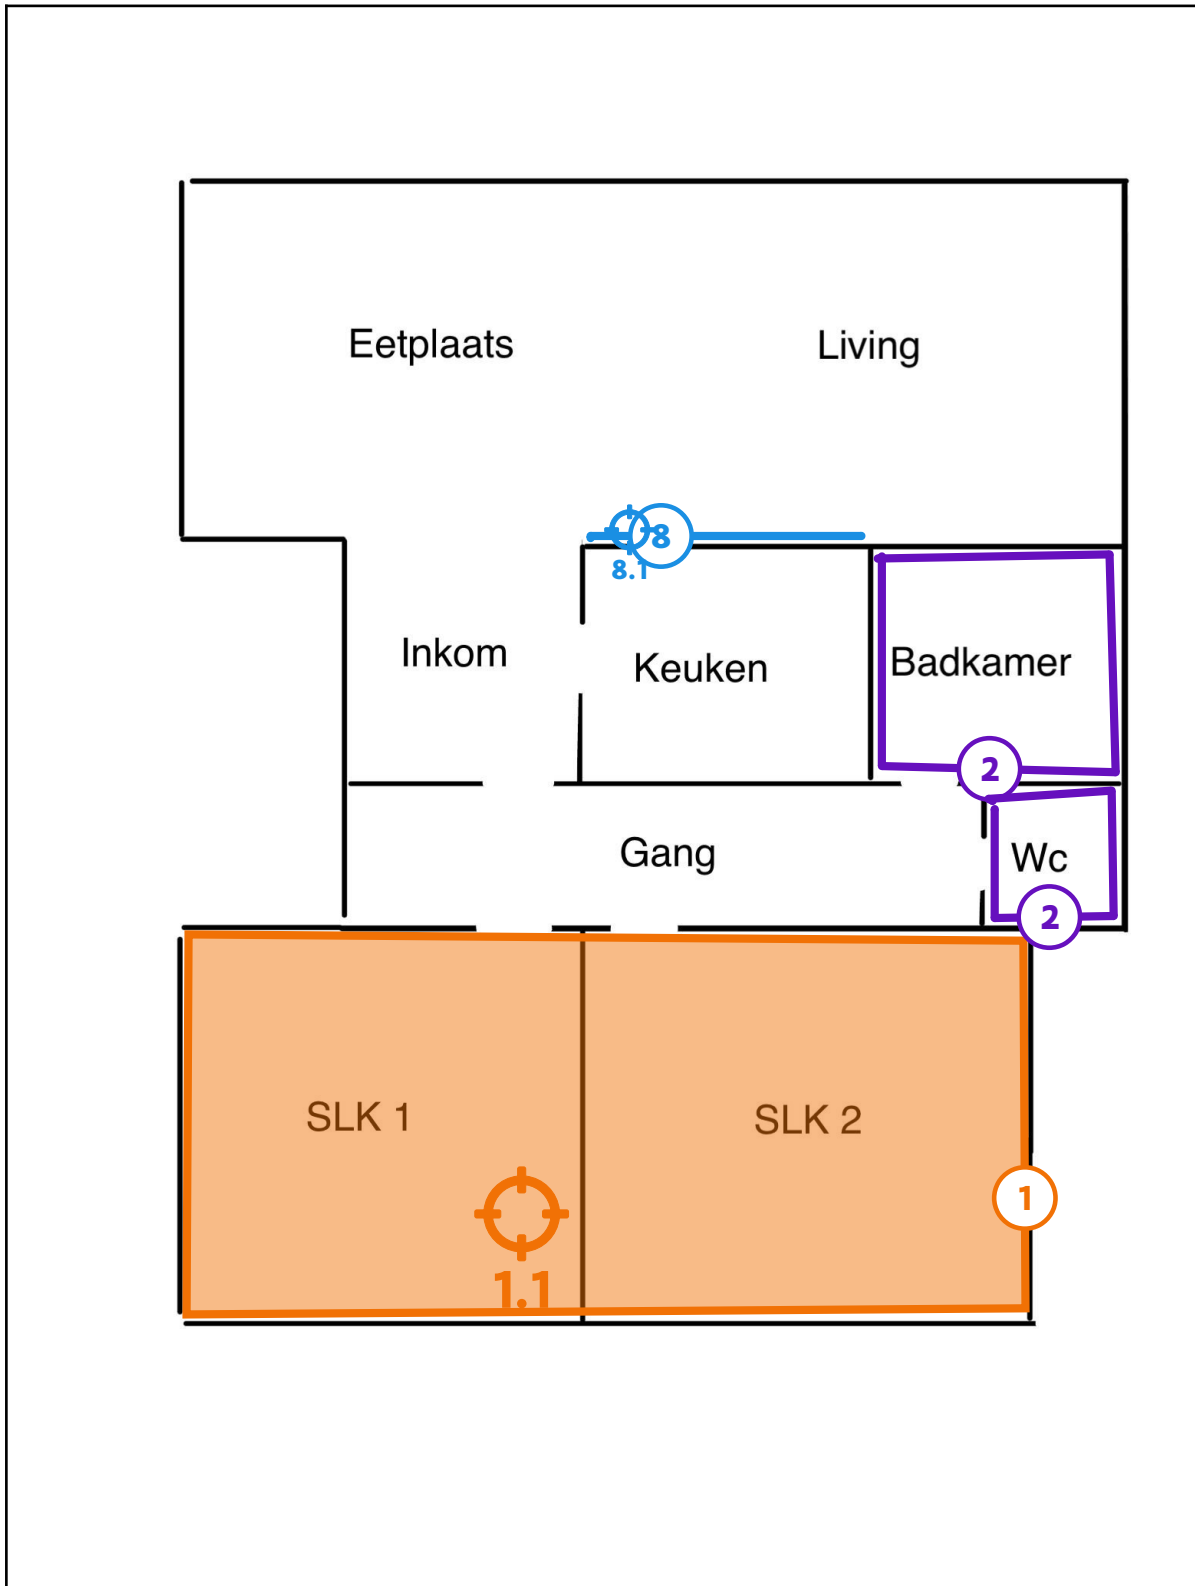 Eetplaats
Living
8
8.1
Inkom
Keuken
Badkamer
2
Gang
Wc
2
SLK 1
SLK 2
1
1.1